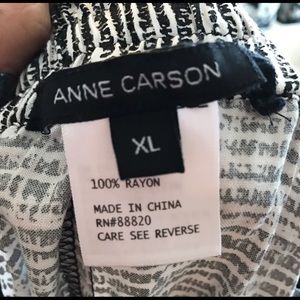 ANNE CARSON
XL
100% RAYON
MADE IN CHINA
RN#88820
CARE SEE REVERSE